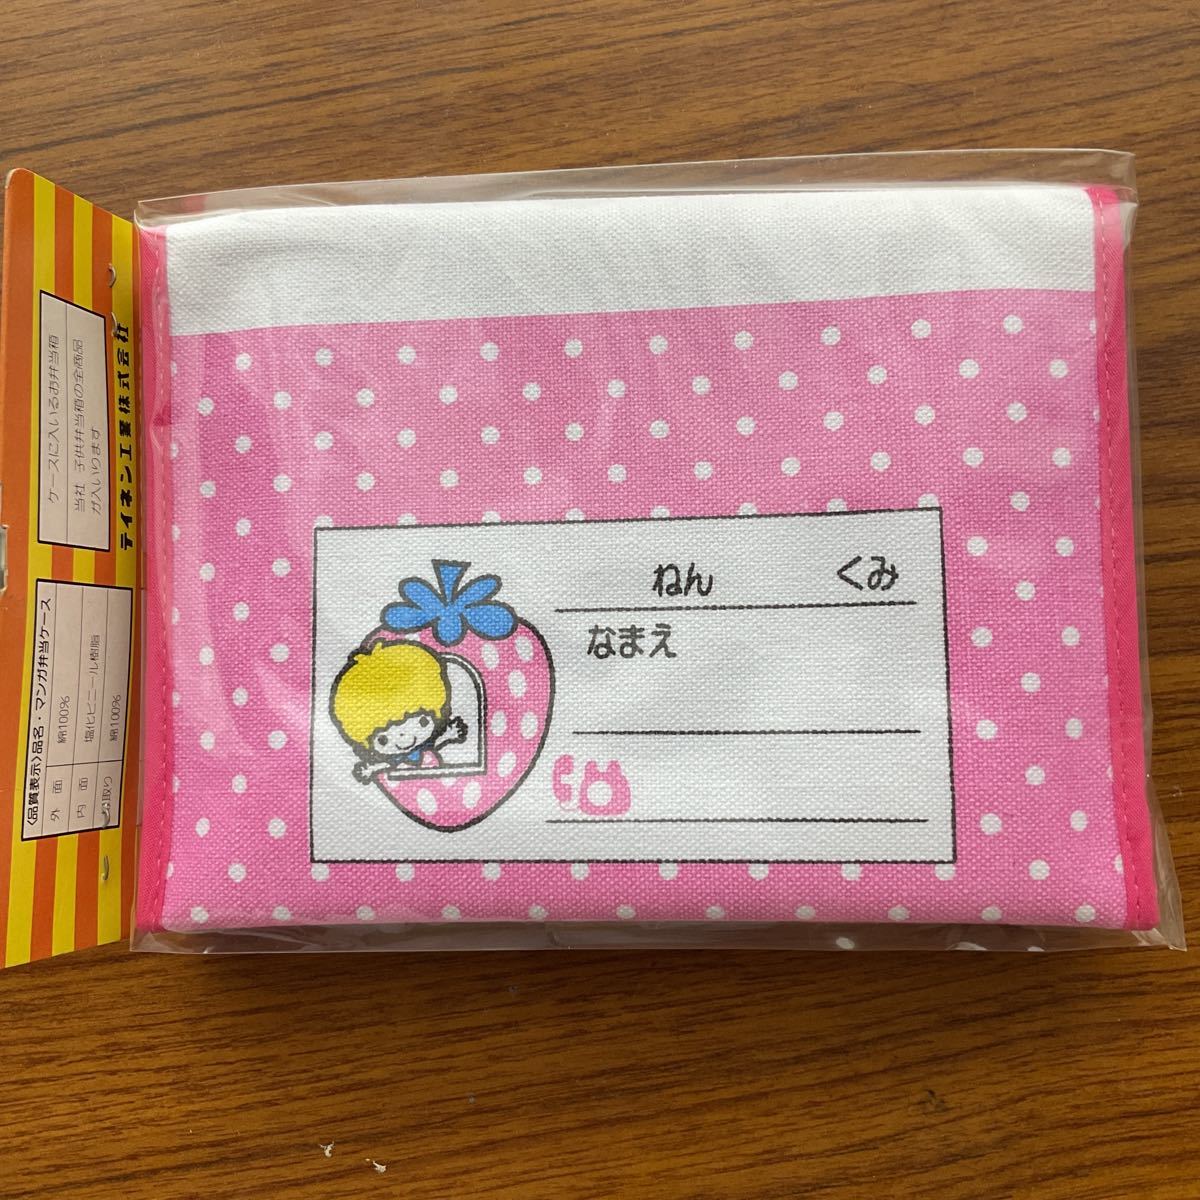 ねん くみ
なまえ
ケースに入いるお弁当箱
当社 子供弁当箱の全商品
が入いります
テイネン工業株式会社
〈品質表示〉品名・マンガ弁当ケース
外面 綿100%
内面 塩化ビニール樹脂
取り 綿100%